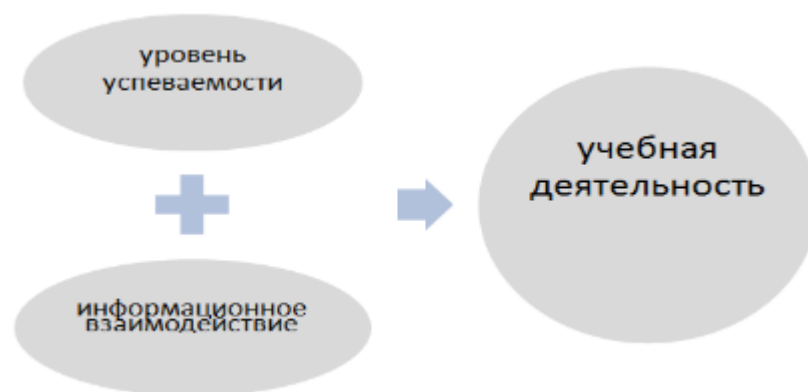 уровень
успеваемости
информационное
взаимодействие
учебная
деятельность